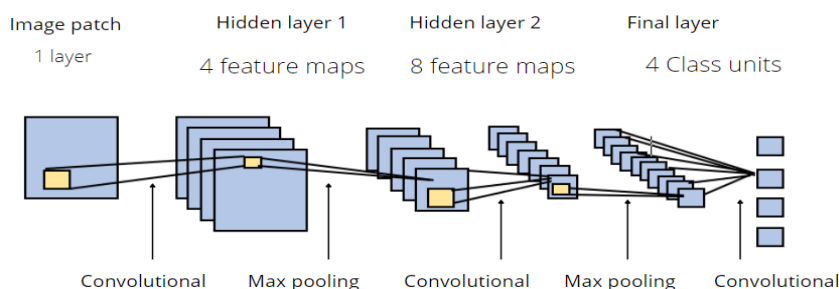 Image patch
1 layer
Hidden layer 1
4 feature maps
Hidden layer 2
8 feature maps
Final layer
4 Class units
Convolutional
Max pooling
Convolutional
Max pooling
Convolutional